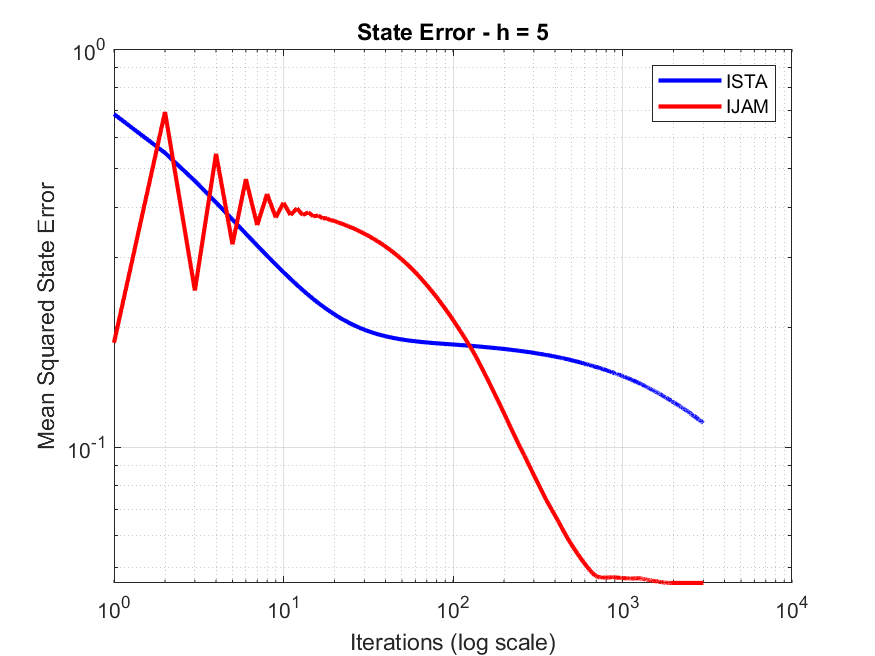 State Error - h = 5
ISTA
IJAM
Mean Squared State Error
10^0
10^-1
10^0
10^1
10^2
10^3
10^4
Iterations (log scale)